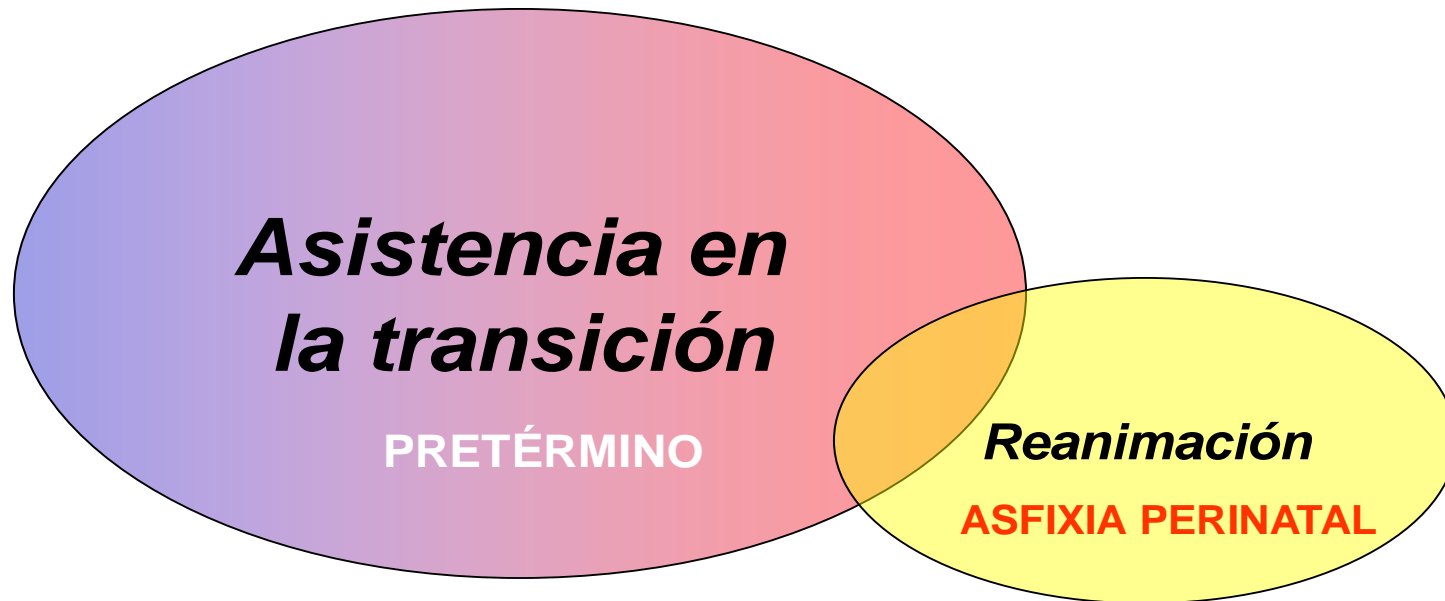 Asistencia en
la transición
PRETÉRMINO
Reanimación
ASFIXIA PERINATAL